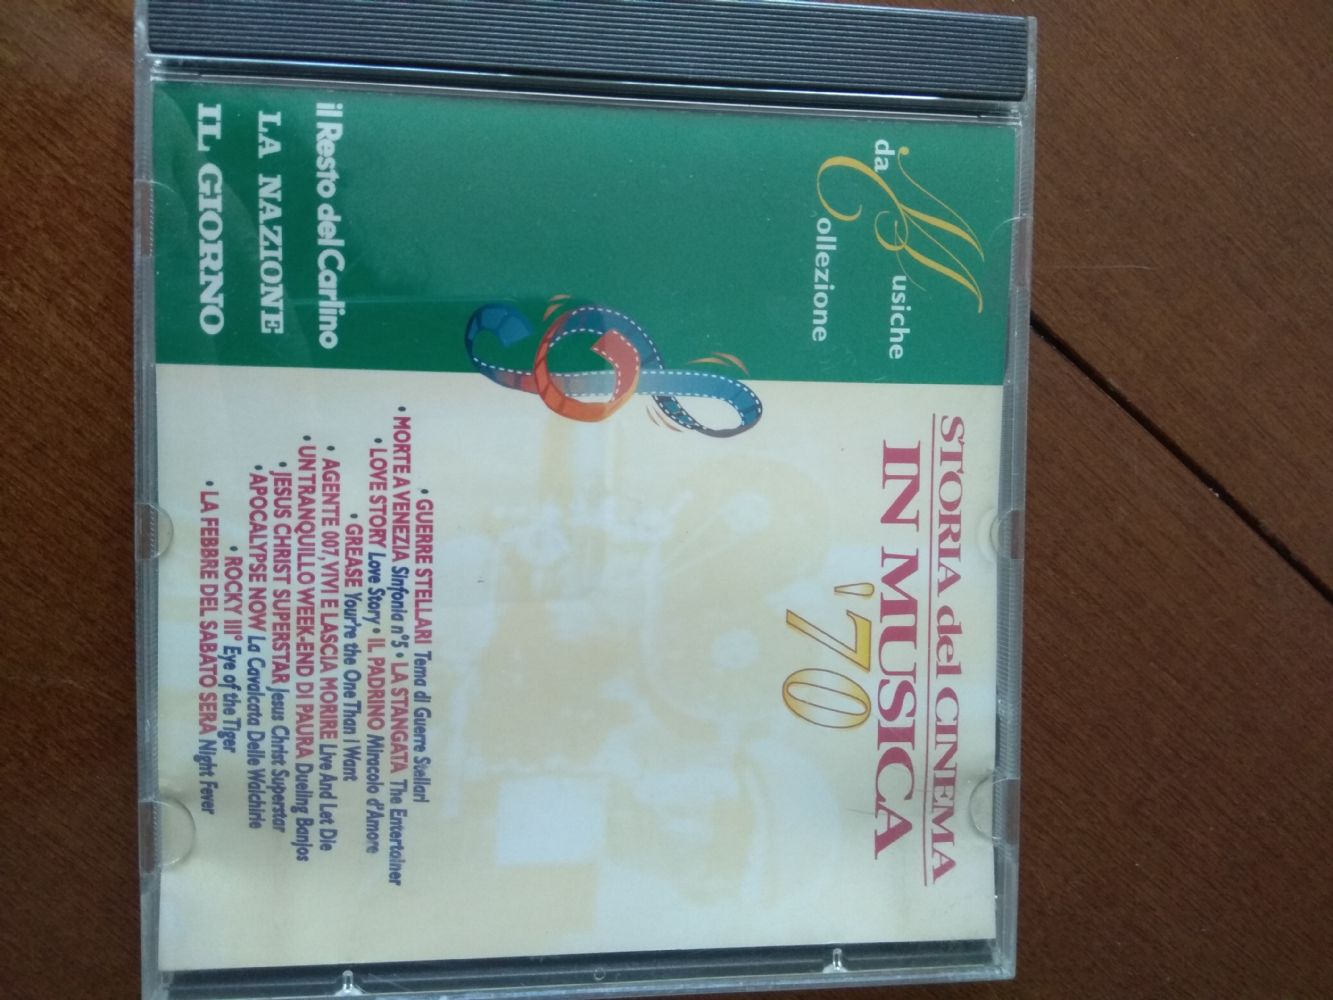 Musiche
da Collezione
il Resto del Carlino
LA NAZIONE
IL GIORNO
STORIA del CINEMA
IN MUSICA
'70
• GUERRE STELLARI Tema di Guerre Stellari
• MORTE A VENEZIA Sinfonia n°5 • LA STANGATA The Entertainer
• LOVE STORY Love Story • IL PADRINO Miracolo d'Amore
• GREASE Your're the One Than I Want
• AGENTE 007, VIVI E LASCIA MORIRE Live And Let Die
• UN TRANQUILLO WEEK-END DI PAURA Dueling Banjos
• JESUS CHRIST SUPERSTAR Jesus Christ Superstar
• APOCALYPSE NOW La Cavalcata Delle Walchirie
• ROCKY III° Eye of the Tiger
• LA FEBBRE DEL SABATO SERA Night Fever